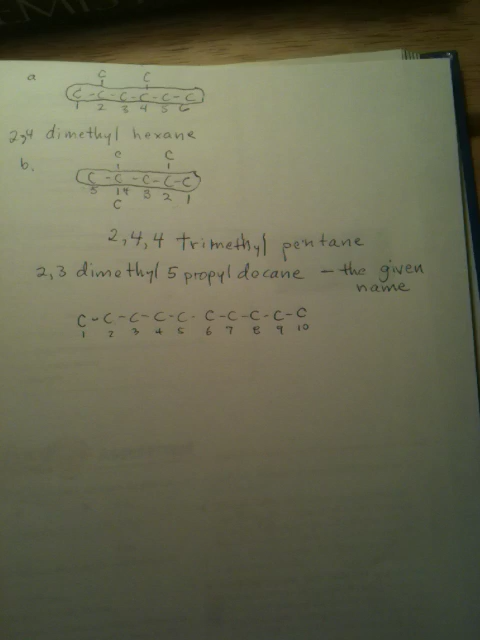 a
C C
C - C - C - C - C - C
1 2 3 4 5 6
2,4 dimethyl hexane
b.
C C
C - C - C - C - C
5 4 3 2 1
C
2,4,4 trimethyl pentane
2,3 dimethyl 5 propyl docane - the given
name
C - C - C - C - C - C - C - C - C - C
1 2 3 4 5 6 7 8 9 10